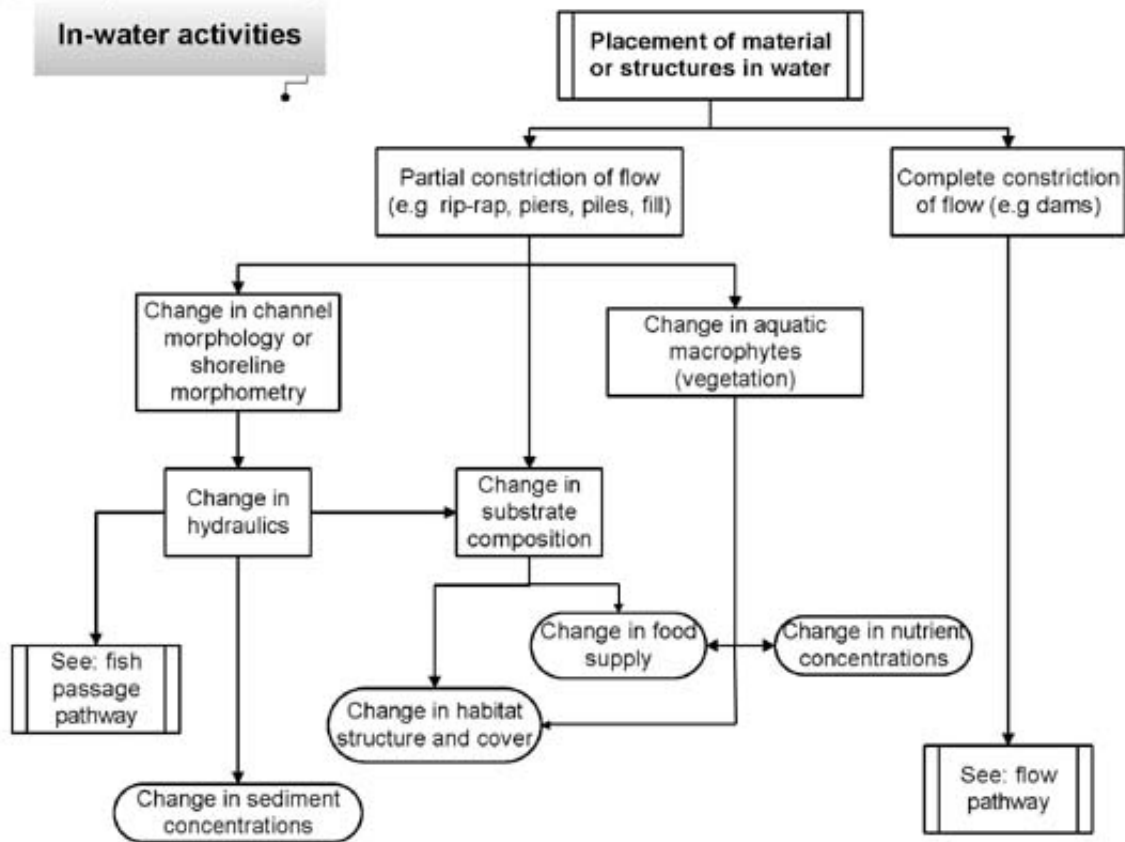 In-water activities
Placement of material
or structures in water
Partial constriction of flow
(e.g rip-rap, piers, piles, fill)
Complete constriction
of flow (e.g dams)
Change in channel
morphology or
shoreline
morphometry
Change in aquatic
macrophytes
(vegetation)
Change in
hydraulics
Change in
substrate
composition
Change in food
supply
Change in nutrient
concentrations
See: fish
passage
pathway
Change in habitat
structure and cover
See: flow
pathway
Change in sediment
concentrations